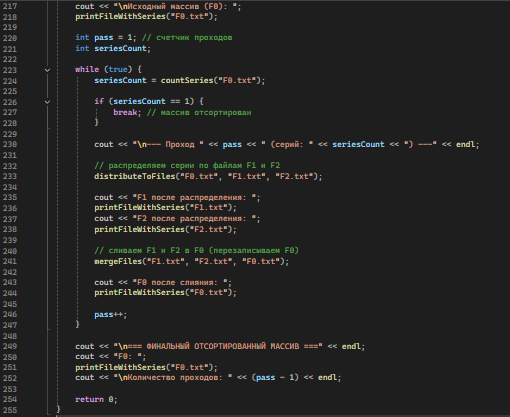 217 cout << "\nИсходный массив (F0): ";
218 printFileWithSeries("F0.txt");
219
220 int pass = 1; // счетчик проходов
221 int seriesCount;
222
223 while (true) {
224 seriesCount = countSeries("F0.txt");
225
226 if (seriesCount == 1) {
227 break; // массив отсортирован
228 }
229
230 cout << "\n--- Проход " << pass << " (серий: " << seriesCount << ") ---" << endl;
231
232 // распределяем серии по файлам F1 и F2
233 distributeToFiles("F0.txt", "F1.txt", "F2.txt");
234
235 cout << "F1 после распределения: ";
236 printFileWithSeries("F1.txt");
237 cout << "F2 после распределения: ";
238 printFileWithSeries("F2.txt");
239
240 // сливаем F1 и F2 в F0 (перезаписываем F0)
241 mergeFiles("F1.txt", "F2.txt", "F0.txt");
242
243 cout << "F0 после слияния: ";
244 printFileWithSeries("F0.txt");
245
246 pass++;
247 }
248
249 cout << "\n=== ФИНАЛЬНЫЙ ОТСОРТИРОВАННЫЙ МАССИВ ===" << endl;
250 cout << "F0: ";
251 printFileWithSeries("F0.txt");
252 cout << "\nКоличество проходов: " << (pass - 1) << endl;
253
254 return 0;
255 }